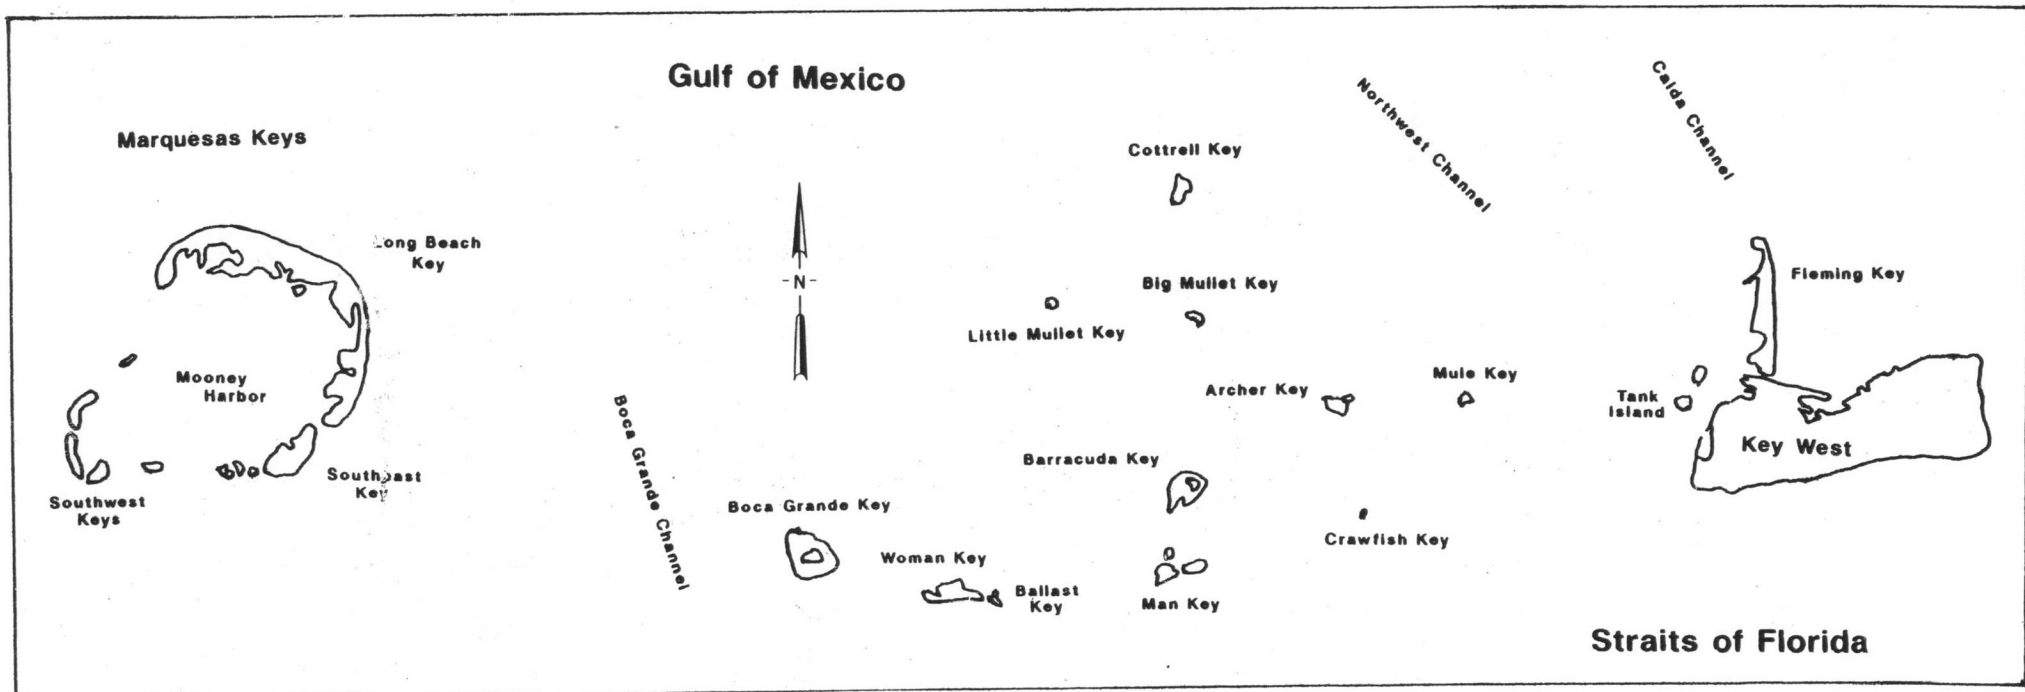 Gulf of Mexico
Marquesas Keys
Northwest Channel
Calda Channel
Cottrell Key
Long Beach
Key
-N-
Big Mullet Key
Fleming Key
Little Mullet Key
Mooney
Harbor
Archer Key
Mule Key
Tank
Island
Boca Grande Channel
Key West
Barracuda Key
Southeast
Key
Southwest
Keys
Boca Grande Key
Crawfish Key
Woman Key
Ballast
Key
Man Key
Straits of Florida